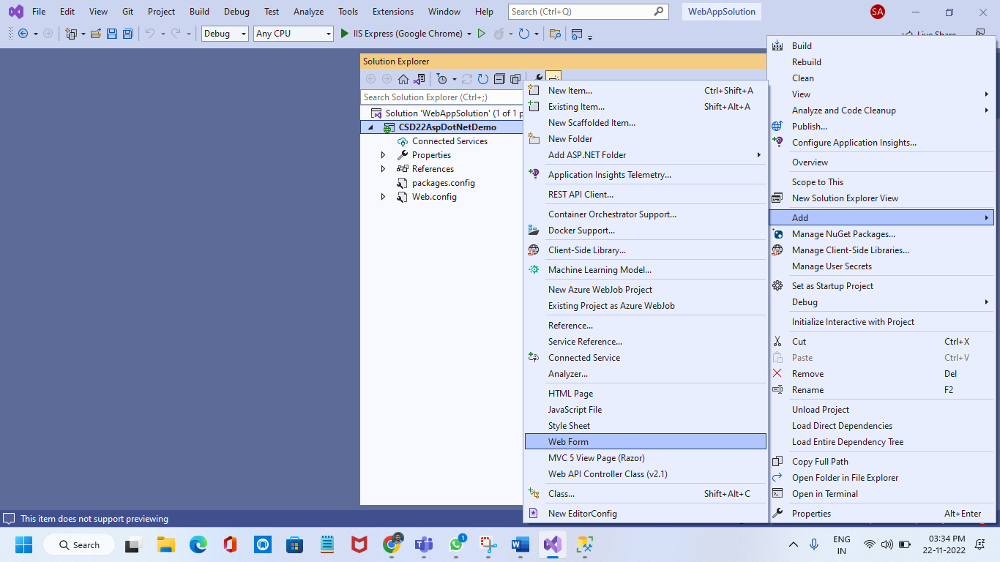 File Edit View Git Project Build Debug Test Analyze Tools Extensions Window Help Search (Ctrl+Q) WebAppSolution SA
Debug Any CPU IIS Express (Google Chrome) Live Share
Solution Explorer
Search Solution Explorer (Ctrl+;)
Solution 'WebAppSolution' (1 of 1 p
CSD22AspDotNetDemo
Connected Services
Properties
References
packages.config
Web.config
New Item... Ctrl+Shift+A
Existing Item... Shift+Alt+A
New Scaffolded Item...
New Folder
Add ASP.NET Folder
Application Insights Telemetry...
REST API Client...
Container Orchestrator Support...
Docker Support...
Client-Side Library...
Machine Learning Model...
New Azure WebJob Project
Existing Project as Azure WebJob
Reference...
Service Reference...
Connected Service
Analyzer...
HTML Page
JavaScript File
Style Sheet
Web Form
MVC 5 View Page (Razor)
Web API Controller Class (v2.1)
Class... Shift+Alt+C
New EditorConfig
Build
Rebuild
Clean
View
Analyze and Code Cleanup
Publish...
Configure Application Insights...
Overview
Scope to This
New Solution Explorer View
Add
Manage NuGet Packages...
Manage Client-Side Libraries...
Manage User Secrets
Set as Startup Project
Debug
Initialize Interactive with Project
Cut Ctrl+X
Paste Ctrl+V
Remove Del
Rename F2
Unload Project
Load Direct Dependencies
Load Entire Dependency Tree
Copy Full Path
Open Folder in File Explorer
Open in Terminal
Properties Alt+Enter
This item does not support previewing
Search 1 ENG 03:34 PM
IN 22-11-2022